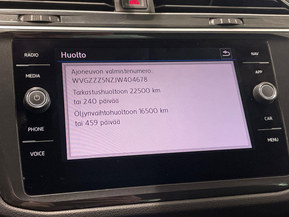 RADIO
MEDIA
PHONE
VOICE
Huolto
Ajoneuvon valmistenumero
WVGZZZ5NZJW404678
Tarkastushuoltoon 22500 km
tai 240 päivää
Öljynvaihtohuoltoon 16500 km
tai 459 päivää
NAV
APP
CAR
MENU